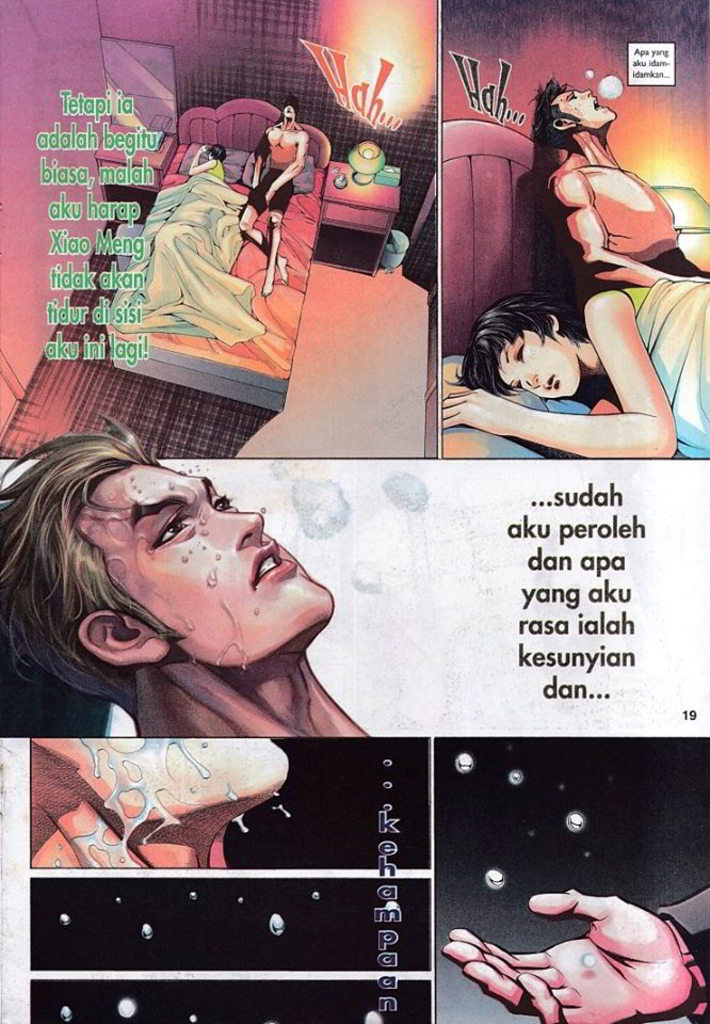 Tetapi ia
adalah begitu
biasa, malah
aku harap
Xiao Meng
tidak akan
tidur di sisi
aku ini lagi!
Hah...
Hah...
Apa yang
aku idam-
idamkan...
...sudah
aku peroleh
dan apa
yang aku
rasa ialah
kesunyian
dan...
19
...kehampaan